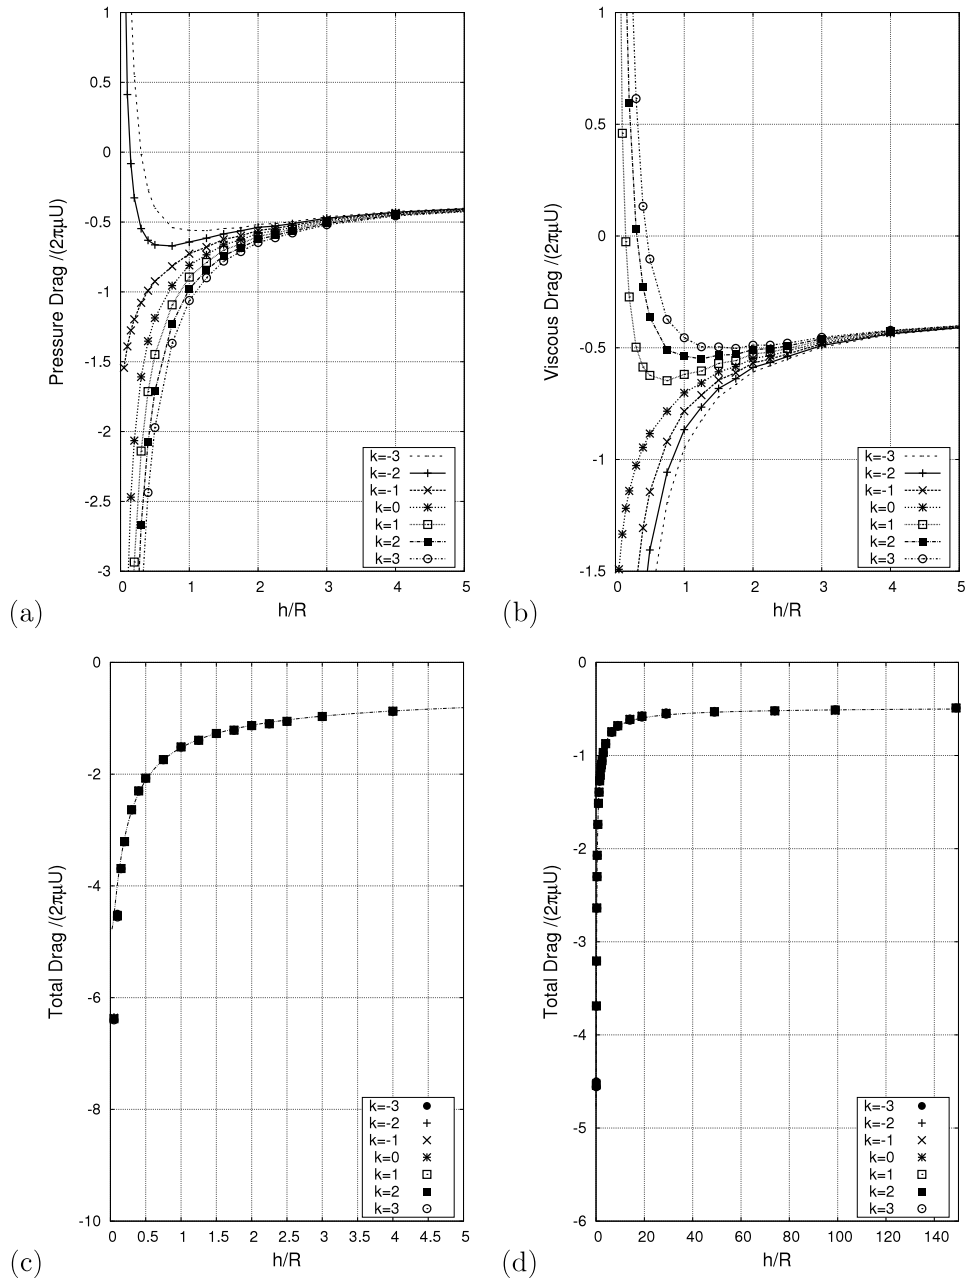 1
0.5
0
-0.5
-1
-1.5
-2
-2.5
-3
0
1
2
3
4
5
Pressure Drag /(2πμU)
h/R
k=-3
k=-2
k=-1
k=0
k=1
k=2
k=3
(a)
1
0.5
0
-0.5
-1
-1.5
0
1
2
3
4
5
Viscous Drag /(2πμU)
h/R
k=-3
k=-2
k=-1
k=0
k=1
k=2
k=3
(b)
0
-2
-4
-6
-8
-10
0
0.5
1
1.5
2
2.5
3
3.5
4
4.5
5
Total Drag /(2πμU)
h/R
k=-3
k=-2
k=-1
k=0
k=1
k=2
k=3
(c)
0
-1
-2
-3
-4
-5
-6
0
20
40
60
80
100
120
140
Total Drag /(2πμU)
h/R
k=-3
k=-2
k=-1
k=0
k=1
k=2
k=3
(d)